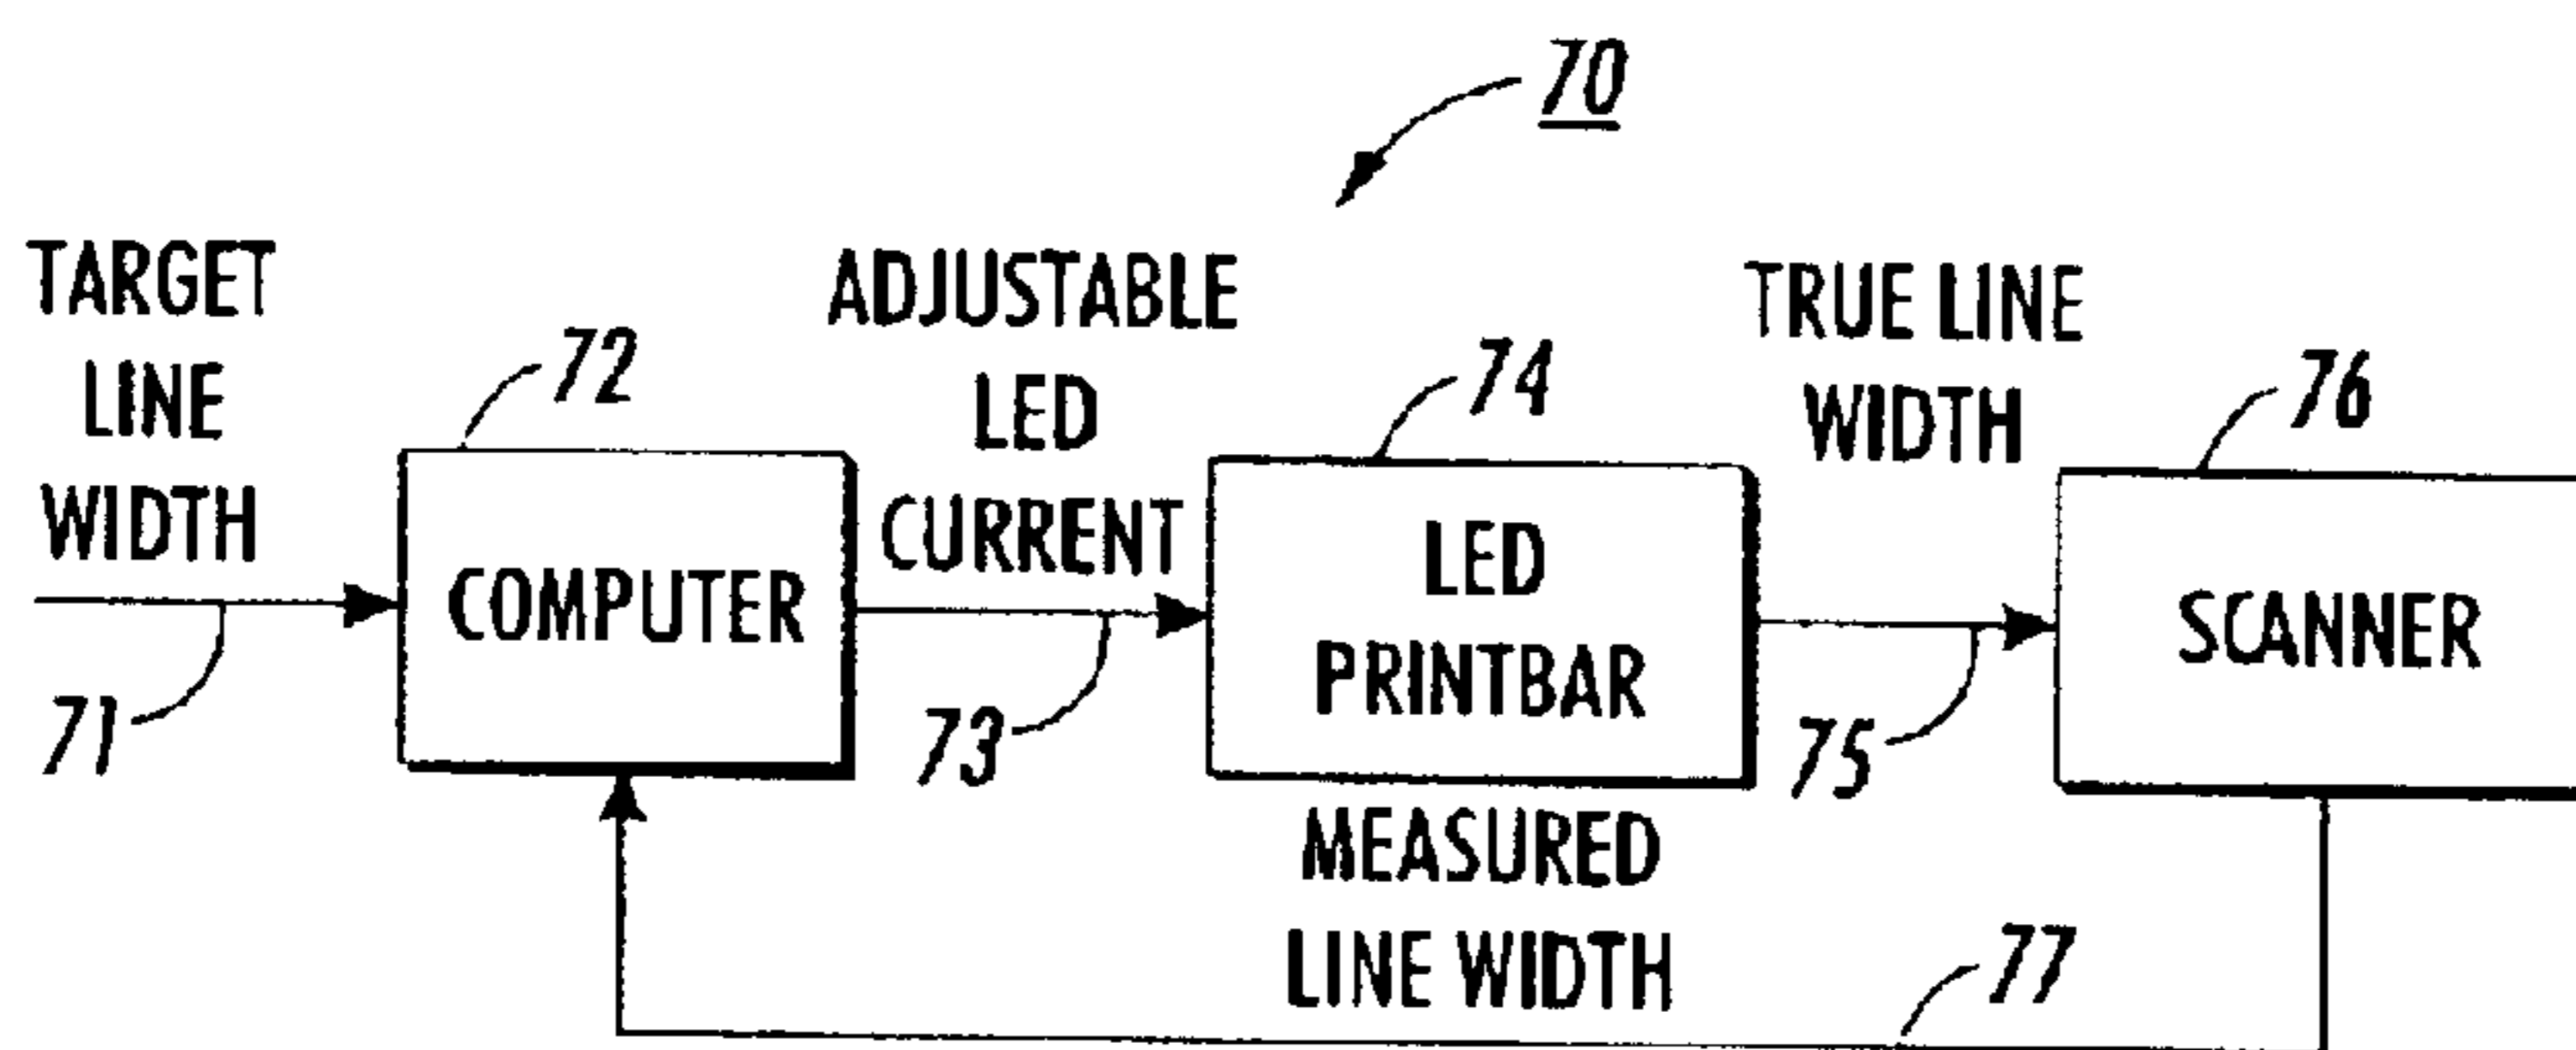 70
TARGET
LINE
WIDTH
72
ADJUSTABLE
LED
CURRENT
74
TRUE LINE
WIDTH
76
COMPUTER
LED
PRINTBAR
SCANNER
71
73
75
MEASURED
LINE WIDTH
77